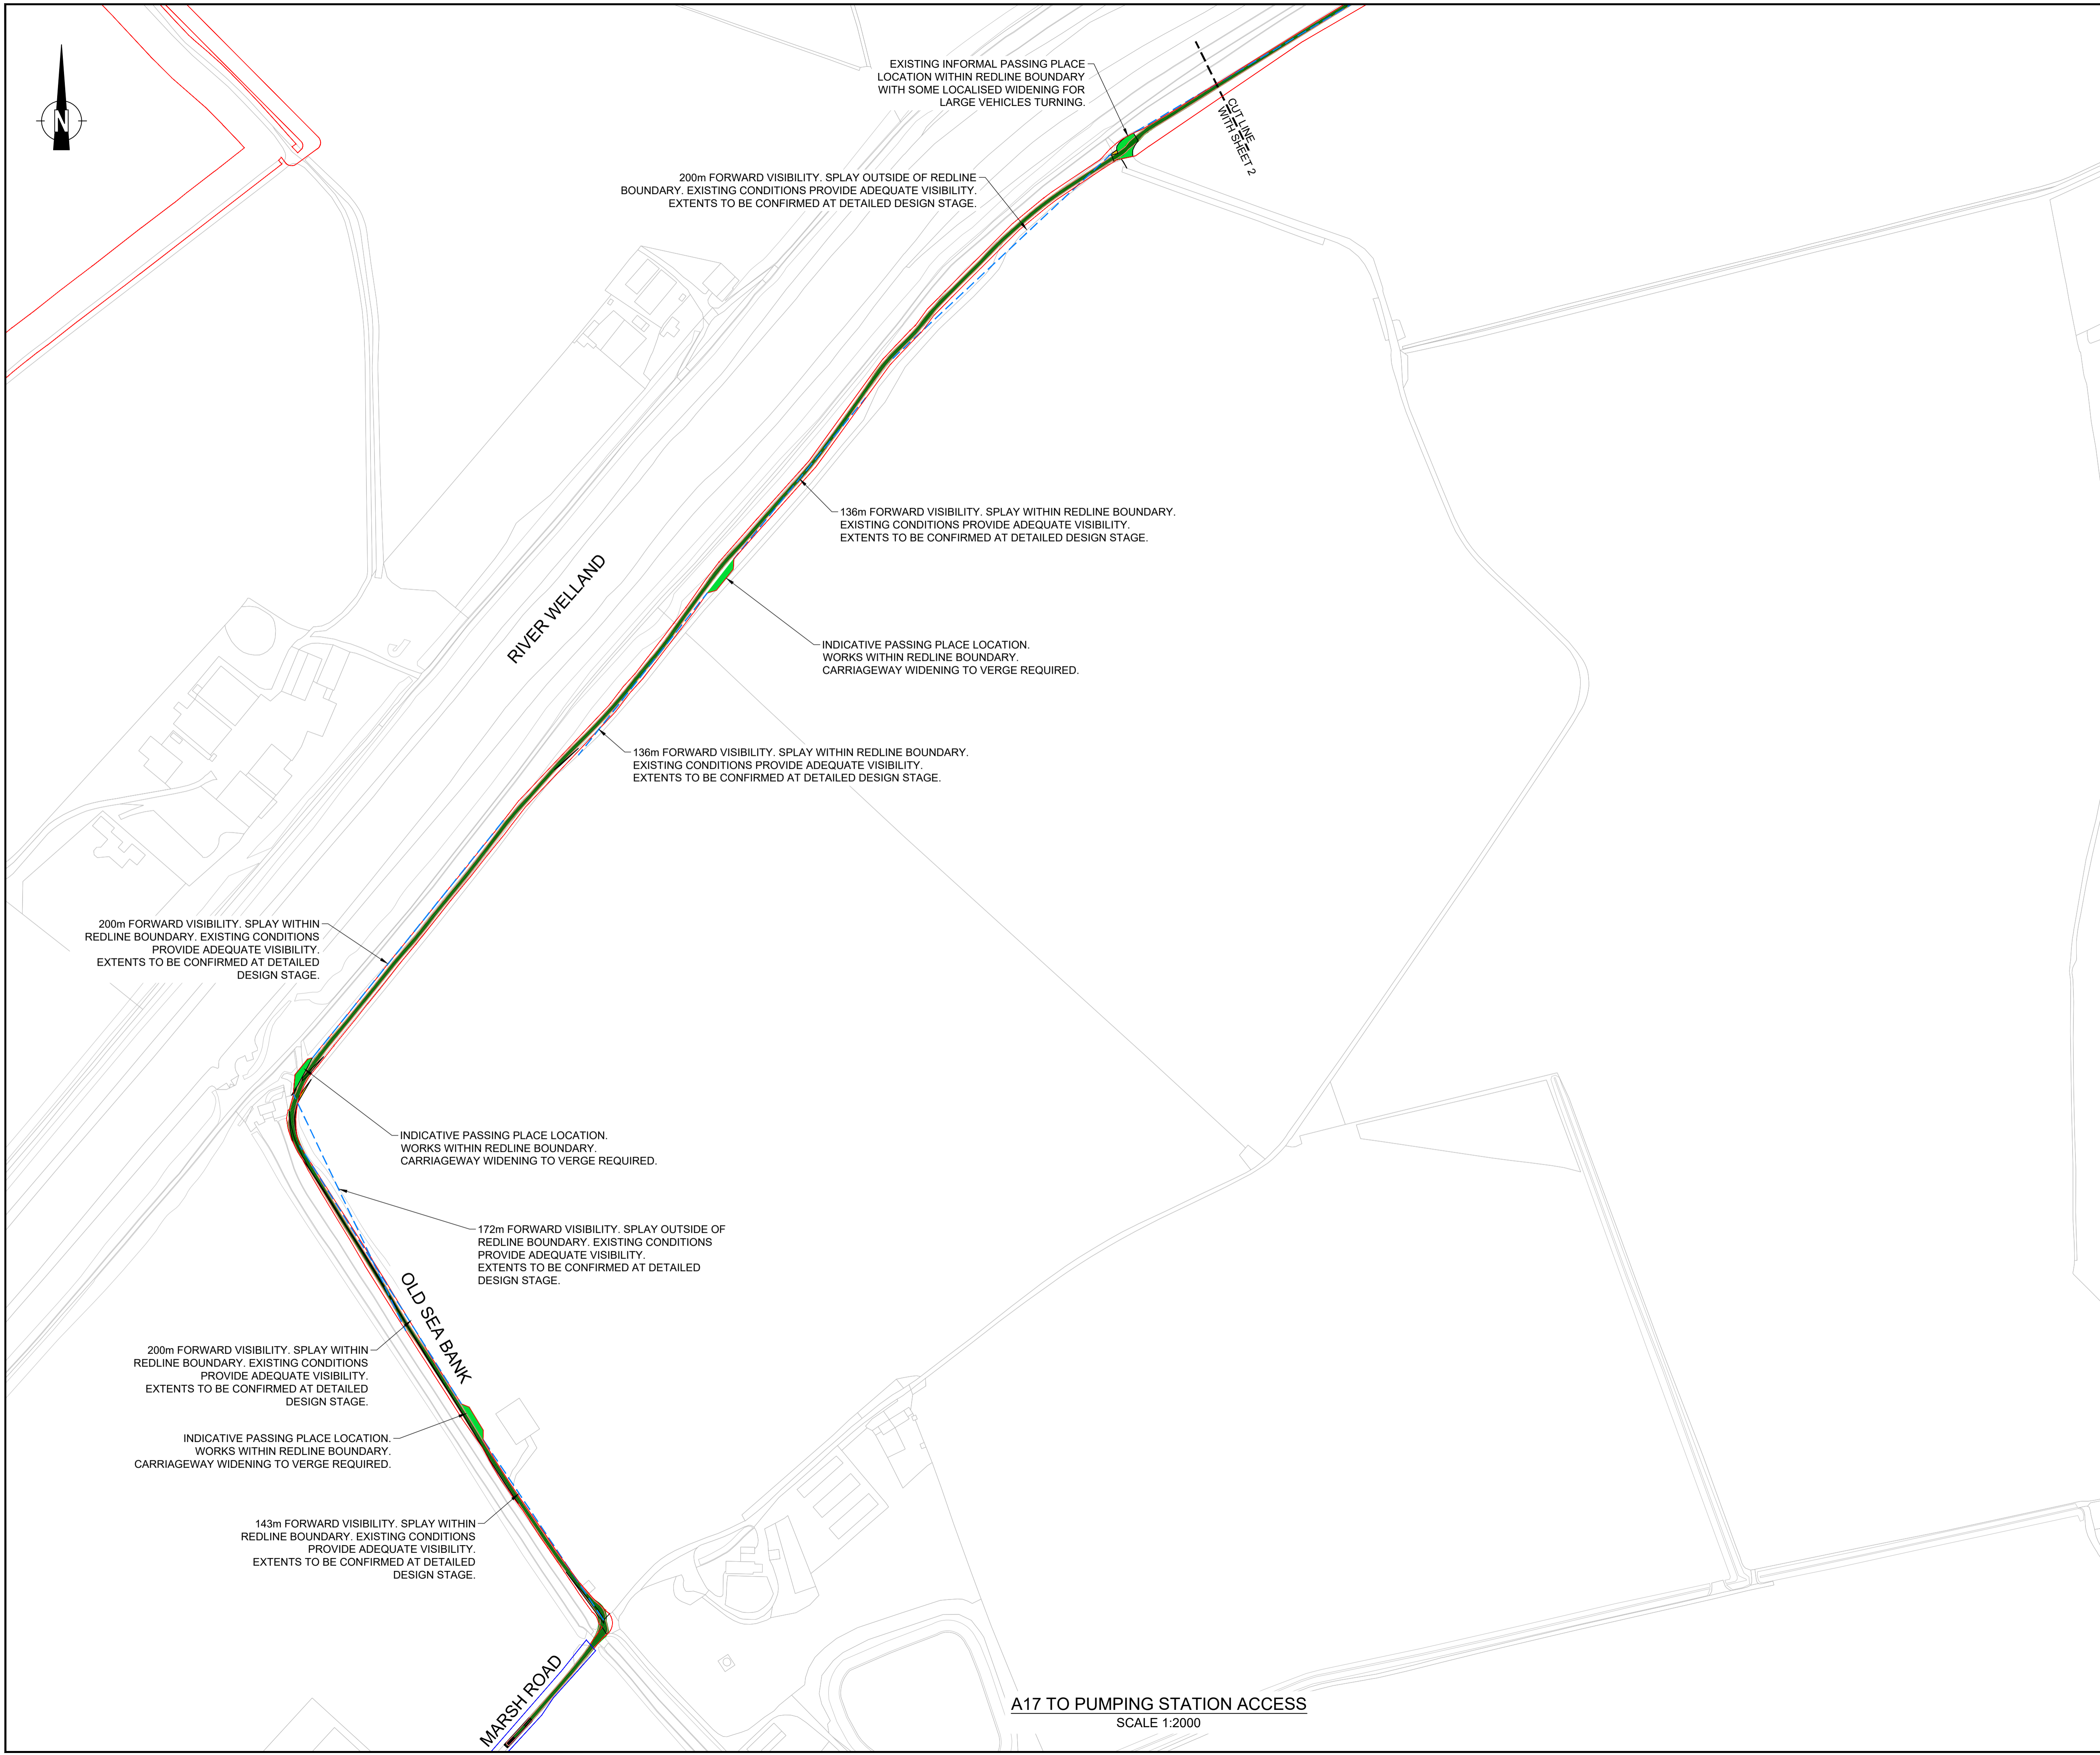 N
EXISTING INFORMAL PASSING PLACE
LOCATION WITHIN REDLINE BOUNDARY
WITH SOME LOCALISED WIDENING FOR
LARGE VEHICLES TURNING.
CUT LINE
WITH SHEET 2
200m FORWARD VISIBILITY. SPLAY OUTSIDE OF REDLINE
BOUNDARY. EXISTING CONDITIONS PROVIDE ADEQUATE VISIBILITY.
EXTENTS TO BE CONFIRMED AT DETAILED DESIGN STAGE.
136m FORWARD VISIBILITY. SPLAY WITHIN REDLINE BOUNDARY.
EXISTING CONDITIONS PROVIDE ADEQUATE VISIBILITY.
EXTENTS TO BE CONFIRMED AT DETAILED DESIGN STAGE.
RIVER WELLAND
INDICATIVE PASSING PLACE LOCATION.
WORKS WITHIN REDLINE BOUNDARY.
CARRIAGEWAY WIDENING TO VERGE REQUIRED.
136m FORWARD VISIBILITY. SPLAY WITHIN REDLINE BOUNDARY.
EXISTING CONDITIONS PROVIDE ADEQUATE VISIBILITY.
EXTENTS TO BE CONFIRMED AT DETAILED DESIGN STAGE.
200m FORWARD VISIBILITY. SPLAY WITHIN
REDLINE BOUNDARY. EXISTING CONDITIONS
PROVIDE ADEQUATE VISIBILITY.
EXTENTS TO BE CONFIRMED AT DETAILED
DESIGN STAGE.
INDICATIVE PASSING PLACE LOCATION.
WORKS WITHIN REDLINE BOUNDARY.
CARRIAGEWAY WIDENING TO VERGE REQUIRED.
172m FORWARD VISIBILITY. SPLAY OUTSIDE OF
REDLINE BOUNDARY. EXISTING CONDITIONS
PROVIDE ADEQUATE VISIBILITY.
EXTENTS TO BE CONFIRMED AT DETAILED
DESIGN STAGE.
OLD SEA BANK
200m FORWARD VISIBILITY. SPLAY WITHIN
REDLINE BOUNDARY. EXISTING CONDITIONS
PROVIDE ADEQUATE VISIBILITY.
EXTENTS TO BE CONFIRMED AT DETAILED
DESIGN STAGE.
INDICATIVE PASSING PLACE LOCATION.
WORKS WITHIN REDLINE BOUNDARY.
CARRIAGEWAY WIDENING TO VERGE REQUIRED.
143m FORWARD VISIBILITY. SPLAY WITHIN
REDLINE BOUNDARY. EXISTING CONDITIONS
PROVIDE ADEQUATE VISIBILITY.
EXTENTS TO BE CONFIRMED AT DETAILED
DESIGN STAGE.
MARSH ROAD
A17 TO PUMPING STATION ACCESS
SCALE 1:2000